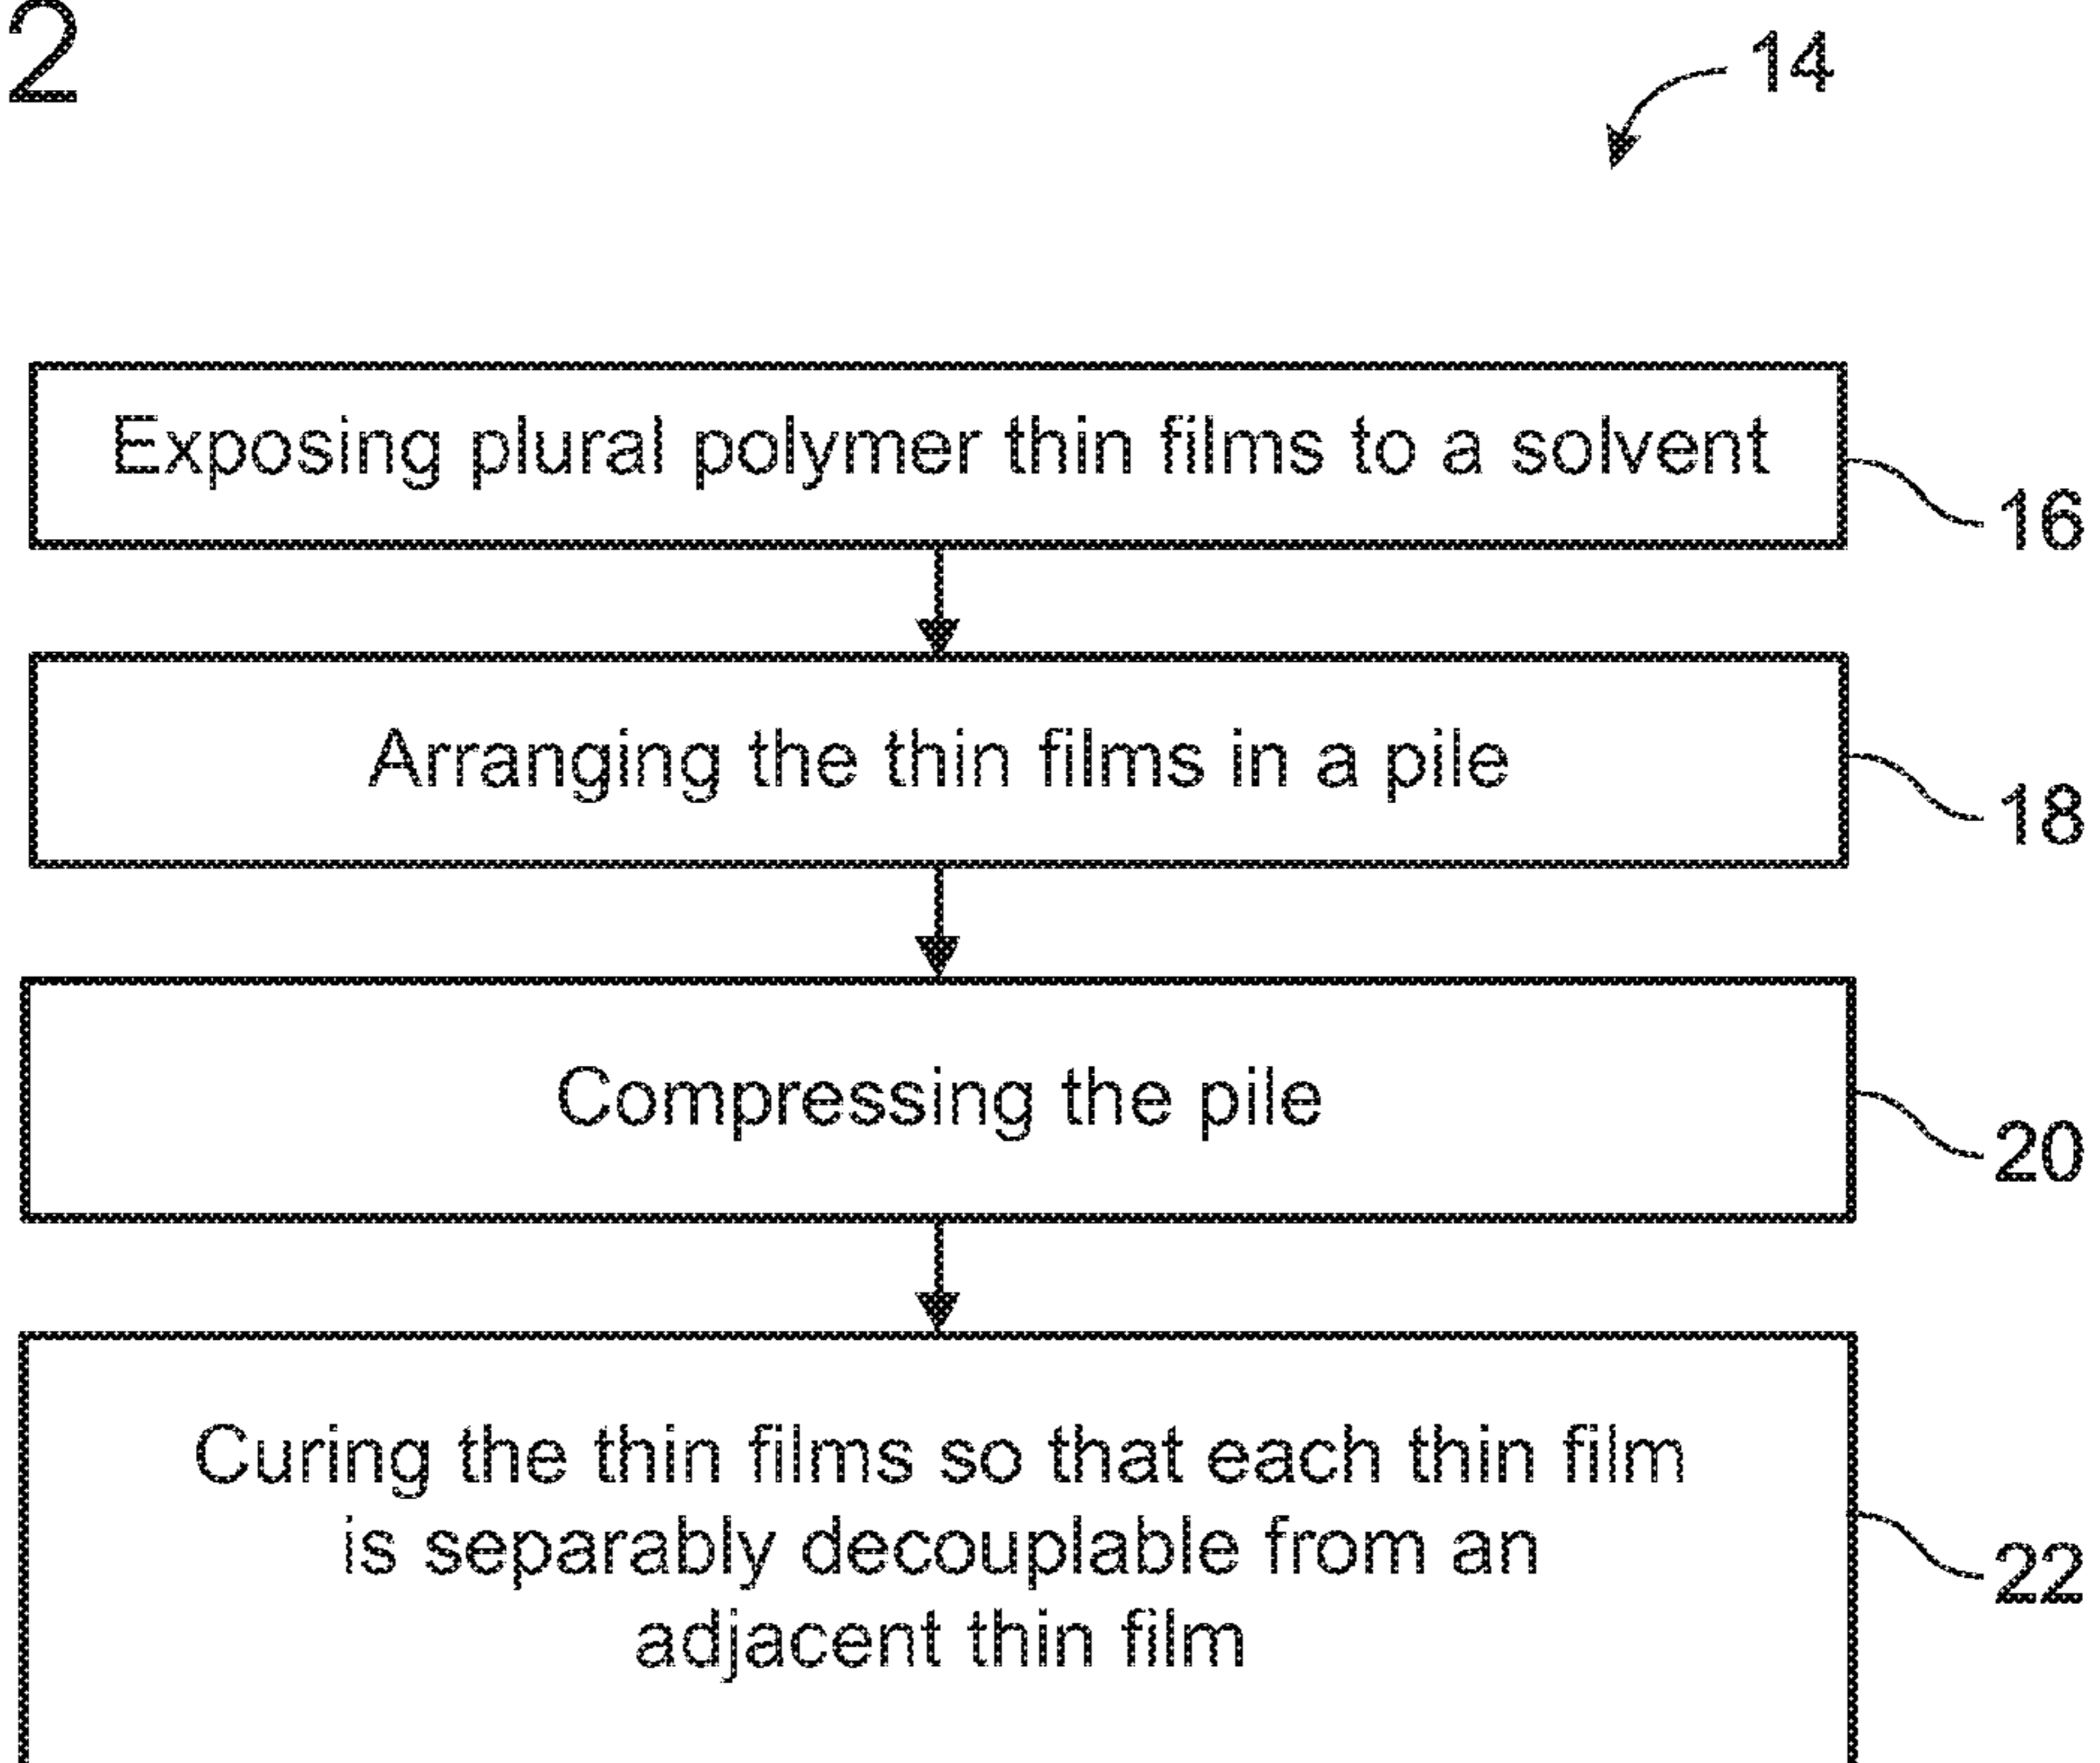 2
14
Exposing plural polymer thin films to a solvent
16
Arranging the thin films in a pile
18
Compressing the pile
20
Curing the thin films so that each thin film
is separably decouplable from an
adjacent thin film
22